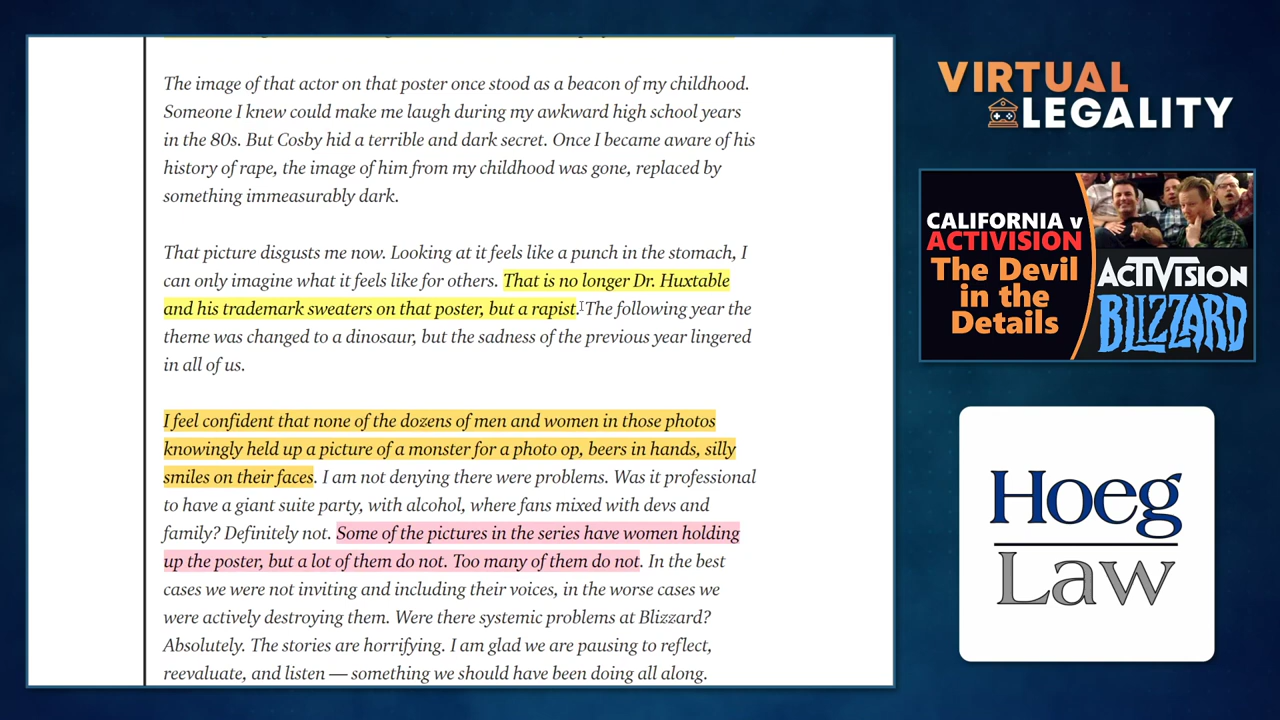 The image of that actor on that poster once stood as a beacon of my childhood.
Someone I knew could make me laugh during my awkward high school years
in the 80s. But Cosby hid a terrible and dark secret. Once I became aware of his
history of rape, the image of him from my childhood was gone, replaced by
something immeasurably dark.
That picture disgusts me now. Looking at it feels like a punch in the stomach, I
can only imagine what it feels like for others. That is no longer Dr. Huxtable
and his trademark sweaters on that poster, but a rapist. The following year the
theme was changed to a dinosaur, but the sadness of the previous year lingered
in all of us.
I feel confident that none of the dozens of men and women in those photos
knowingly held up a picture of a monster for a photo op, beers in hands, silly
smiles on their faces. I am not denying there were problems. Was it professional
to have a giant suite party, with alcohol, where fans mixed with devs and
family? Definitely not. Some of the pictures in the series have women holding
up the poster, but a lot of them do not. Too many of them do not. In the best
cases we were not inviting and including their voices, in the worse cases we
were actively destroying them. Were there systemic problems at Blizzard?
Absolutely. The stories are horrifying. I am glad we are pausing to reflect,
reevaluate, and listen — something we should have been doing all along.
VIRTUAL
LEGALITY
CALIFORNIA v
ACTIVISION
The Devil
in the
Details
ACTIVISION
BLIZZARD
Hoeg
Law